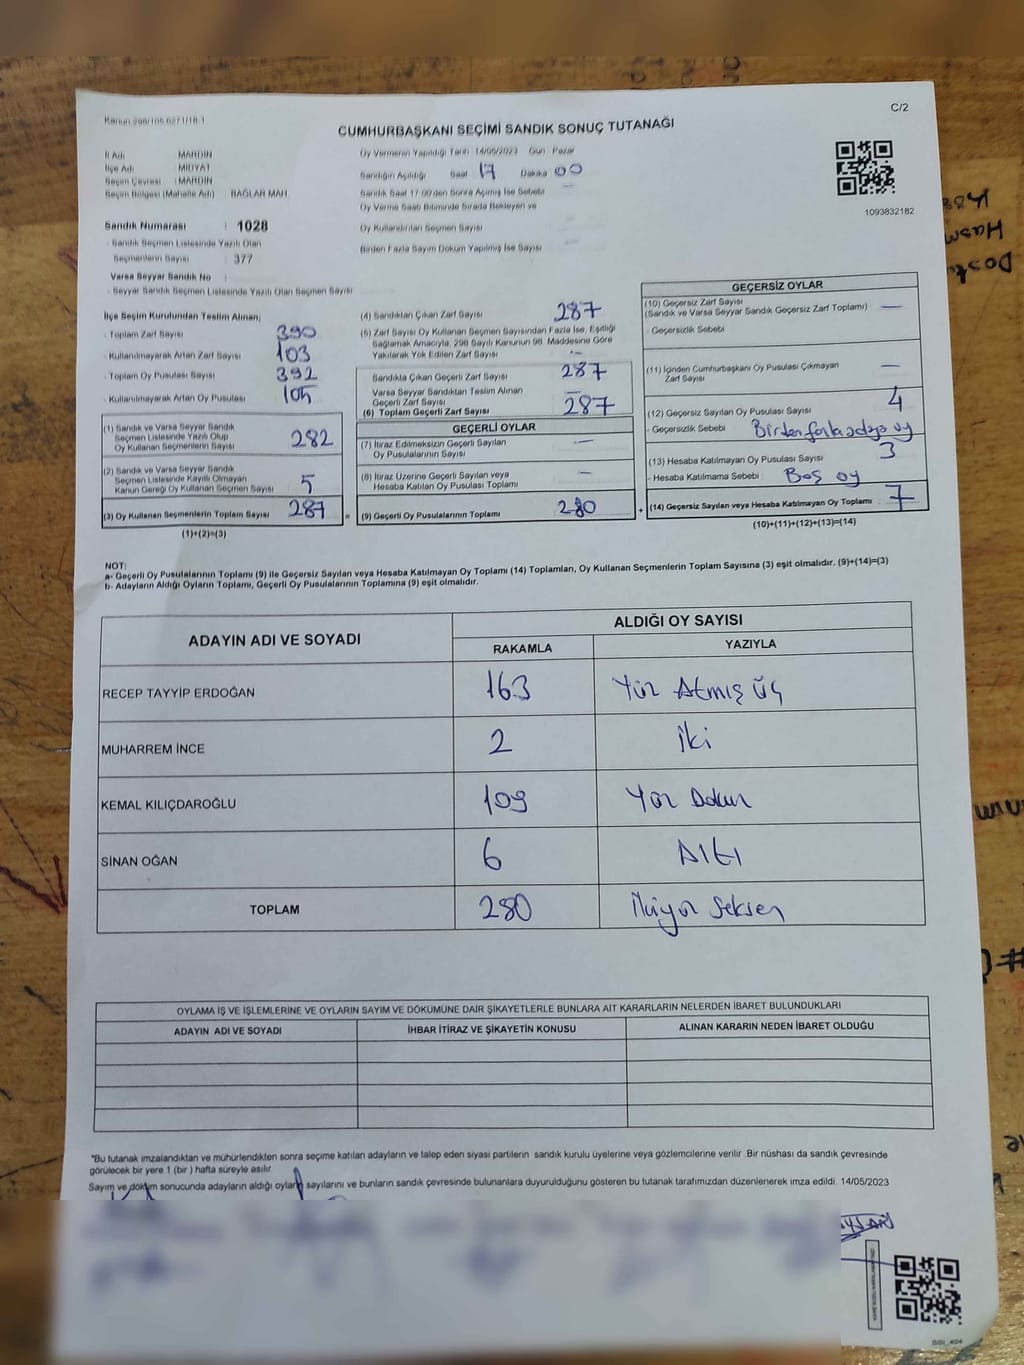 C/2
Kanun 298/105 6271/18.1
CUMHURBAŞKANI SEÇİMİ SANDIK SONUÇ TUTANAĞI
İl Adı MARDİN
İlçe Adı MİDYAT
Seçim Çevresi : MARDİN
Seçim Bölgesi (Mahalle Adı) BAĞLAR MAH.
Sandık Numarası : 1028
- Sandık Seçmen Listesinde Yazılı Olan
Seçmenlerin Sayısı : 377
Varsa Seyyar Sandık No
- Seyyar Sandık Seçmen Listesinde Yazılı Olan Seçmen Sayısı
Oy Vermenin Yapıldığı Tarih 14/05/2023 Gün : Pazar
Sandığın Açıldığı Saat 17 Dakika 00
Sandık Saat 17.00'den Sonra Açılmış İse Sebebi —
Oy Verme Saati Bitiminde Sırada Bekleyen ve
Oy Kullandırılan Seçmen Sayısı —
Birden Fazla Sayım Döküm Yapılmış İse Sayısı —
1093832182
İlçe Seçim Kurulundan Teslim Alınan;
- Toplam Zarf Sayısı 390
- Kullanılmayarak Artan Zarf Sayısı 103
- Toplam Oy Pusulası Sayısı 392
- Kullanılmayarak Artan Oy Pusulası 105
(1) Sandık ve Varsa Seyyar Sandık
Seçmen Listesinde Yazılı Olup
Oy Kullanan Seçmenlerin Sayısı 282
(2) Sandık ve Varsa Seyyar Sandık
Seçmen Listesinde Kayıtlı Olmayan
Kanun Gereği Oy Kullanan Seçmen Sayısı 5
(3) Oy Kullanan Seçmenlerin Toplam Sayısı 287 =
(1)+(2)=(3)
(4) Sandıktan Çıkan Zarf Sayısı 287
(5) Zarf Sayısı Oy Kullanan Seçmen Sayısından Fazla İse, Eşitliği
Sağlamak Amacıyla, 298 Sayılı Kanunun 98. Maddesine Göre
Yakılarak Yok Edilen Zarf Sayısı —
Sandıkta Çıkan Geçerli Zarf Sayısı 287
Varsa Seyyar Sandıktan Teslim Alınan
Geçerli Zarf Sayısı —
(6) Toplam Geçerli Zarf Sayısı 287
GEÇERLİ OYLAR
(7) İtiraz Edilmeksizin Geçerli Sayılan
Oy Pusulalarının Sayısı —
(8) İtiraz Üzerine Geçerli Sayılan veya
Hesaba Katılan Oy Pusulası Toplamı —
(9) Geçerli Oy Pusulalarının Toplamı 280 +
GEÇERSİZ OYLAR
(10) Geçersiz Zarf Sayısı
(Sandık ve Varsa Seyyar Sandık Geçersiz Zarf Toplamı) —
- Geçersizlik Sebebi
(11) İçinden Cumhurbaşkanı Oy Pusulası Çıkmayan
Zarf Sayısı —
(12) Geçersiz Sayılan Oy Pusulası Sayısı 4
- Geçersizlik Sebebi Birden fazla adaya oy
(13) Hesaba Katılmayan Oy Pusulası Sayısı 3
- Hesaba Katılmama Sebebi Boş oy
(14) Geçersiz Sayılan veya Hesaba Katılmayan Oy Toplamı 7
(10)+(11)+(12)+(13)=(14)
NOT:
a- Geçerli Oy Pusulalarının Toplamı (9) ile Geçersiz Sayılan veya Hesaba Katılmayan Oy Toplamı (14) Toplamları, Oy Kullanan Seçmenlerin Toplam Sayısına (3) eşit olmalıdır. (9)+(14)=(3)
b- Adayların Aldığı Oyların Toplamı, Geçerli Oy Pusulalarının Toplamına (9) eşit olmalıdır.
ADAYIN ADI VE SOYADI
ALDIĞI OY SAYISI
RAKAMLA YAZIYLA
RECEP TAYYİP ERDOĞAN 163 Yüz Atmış Üç
MUHARREM İNCE 2 İki
KEMAL KILIÇDAROĞLU 109 Yüz Dokuz
SİNAN OĞAN 6 Altı
TOPLAM 280 İkiyüz Seksen
OYLAMA İŞ VE İŞLEMLERİNE VE OYLARIN SAYIM VE DÖKÜMÜNE DAİR ŞİKAYETLERLE BUNLARA AİT KARARLARIN NELERDEN İBARET BULUNDUKLARI
ADAYIN ADI VE SOYADI İHBAR İTİRAZ VE ŞİKAYETİN KONUSU ALINAN KARARIN NEDEN İBARET OLDUĞU
*Bu tutanak imzalandıktan ve mühürlendikten sonra seçime katılan adayların ve talep eden siyasi partilerin sandık kurulu üyelerine veya gözlemcilerine verilir .Bir nüshası da sandık çevresinde
görülecek bir yere 1 (bir ) hafta süreyle asılır.
Sayım ve döküm sonucunda adayların aldığı oyların sayılarını ve bunların sandık çevresinde bulunanlara duyurulduğunu gösteren bu tutanak tarafımızdan düzenlenerek imza edildi. 14/05/2023